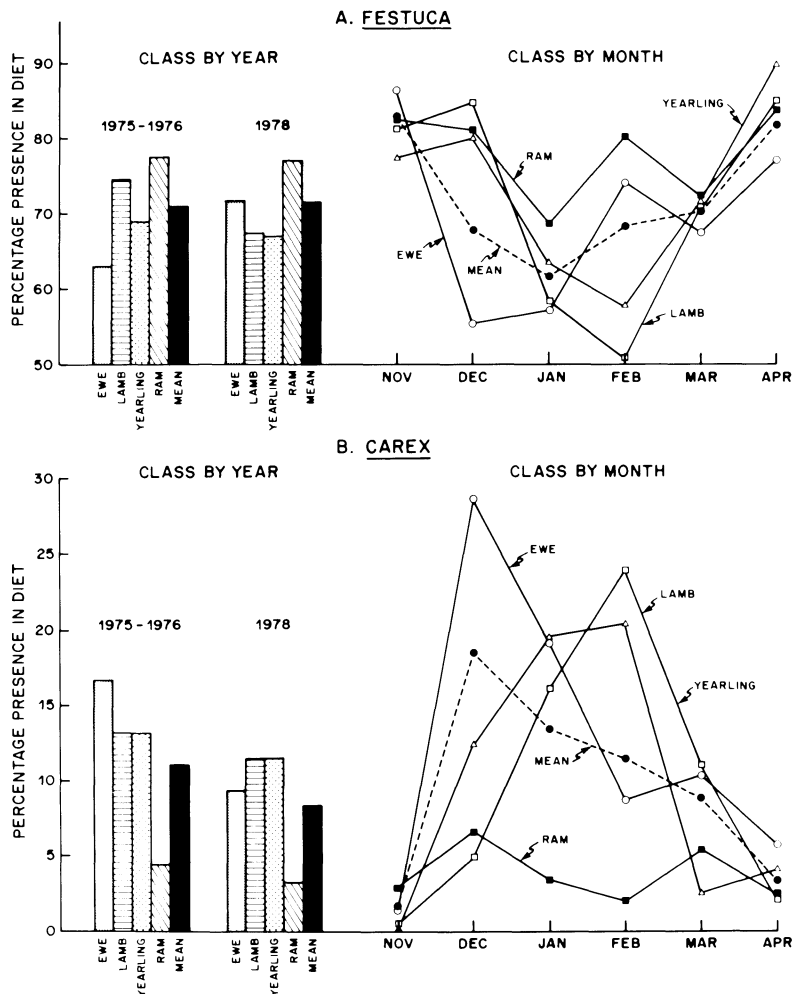 A. FESTUCA
CLASS BY YEAR
CLASS BY MONTH
PERCENTAGE PRESENCE IN DIET
90
80
70
60
50
1975-1976
1978
EWE
LAMB
YEARLING
RAM
MEAN
EWE
LAMB
YEARLING
RAM
MEAN
YEARLING
RAM
EWE
MEAN
LAMB
NOV DEC JAN FEB MAR APR
B. CAREX
CLASS BY YEAR
CLASS BY MONTH
PERCENTAGE PRESENCE IN DIET
30
25
20
15
10
5
0
1975-1976
1978
EWE
LAMB
YEARLING
RAM
MEAN
EWE
LAMB
YEARLING
RAM
MEAN
EWE
LAMB
YEARLING
MEAN
RAM
NOV DEC JAN FEB MAR APR